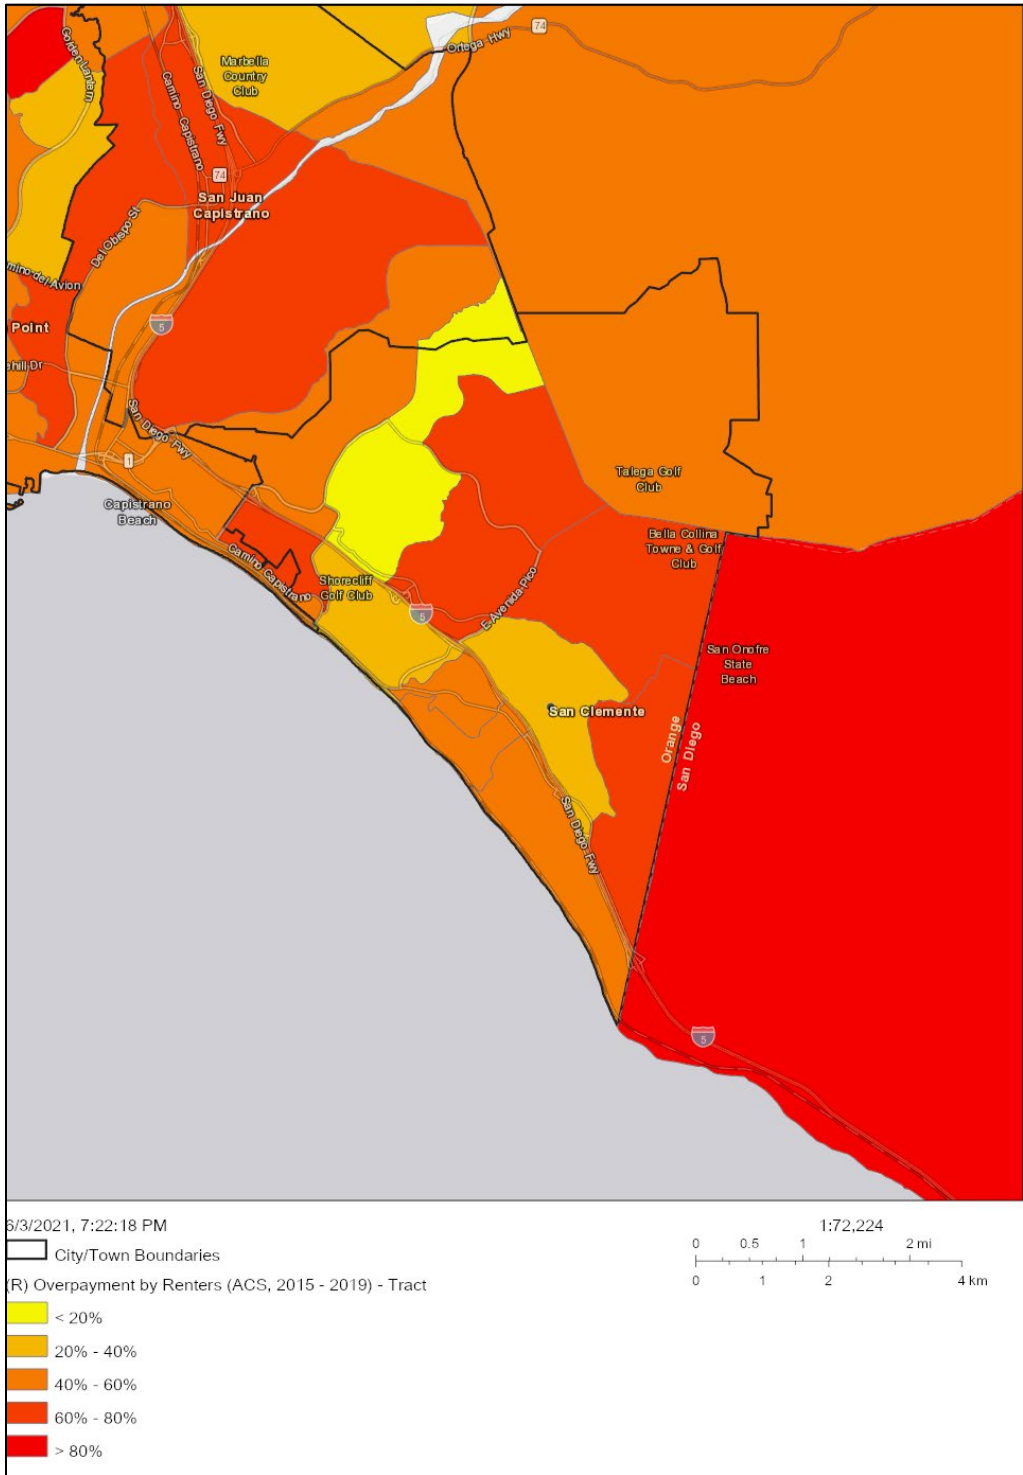 74
Ortega Hwy
Golden Lantern
Marbella
Country
Club
San Diego Fwy
Camino Capistrano
74
San Juan
Capistrano
Del Obispo St
mino-del-Avion
5
Point
ehill Dr
San Diego Fwy
1
Capistrano
Beach
Talega Golf
Club
Bella Collina
Towne & Golf
Club
Camino Capistrano
Shorecliff
Golf Club
E Avenida Pico
5
San Onofre
State
Beach
San Clemente
Orange
San Diego
San Diego Fwy
5
6/3/2021, 7:22:18 PM
City/Town Boundaries
(R) Overpayment by Renters (ACS, 2015 - 2019) - Tract
< 20%
20% - 40%
40% - 60%
60% - 80%
> 80%
1:72,224
0 0.5 1 2 mi
0 1 2 4 km